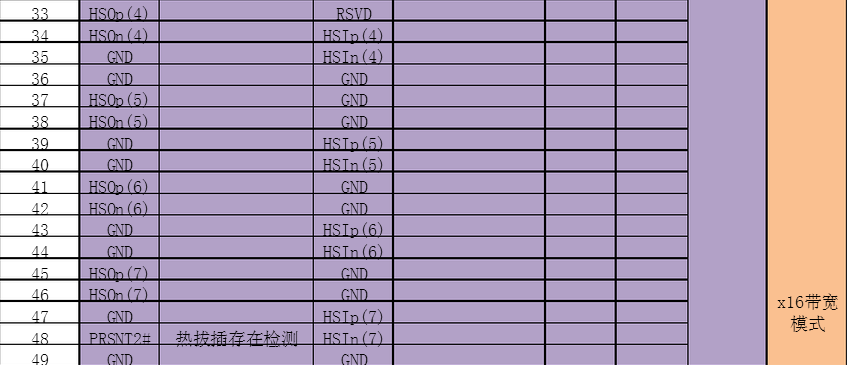 33 HSOp(4) RSVD
34 HSOn(4) HSIp(4)
35 GND HSIn(4)
36 GND GND
37 HSOp(5) GND
38 HSOn(5) GND
39 GND HSIp(5)
40 GND HSIn(5)
41 HSOp(6) GND
42 HSOn(6) GND
43 GND HSIp(6)
44 GND HSIn(6)
45 HSOp(7) GND
46 HSOn(7) GND
47 GND HSIp(7)
48 PRSNT2# 热拔插存在检测 HSIn(7)
49 GND GND
x16带宽
模式